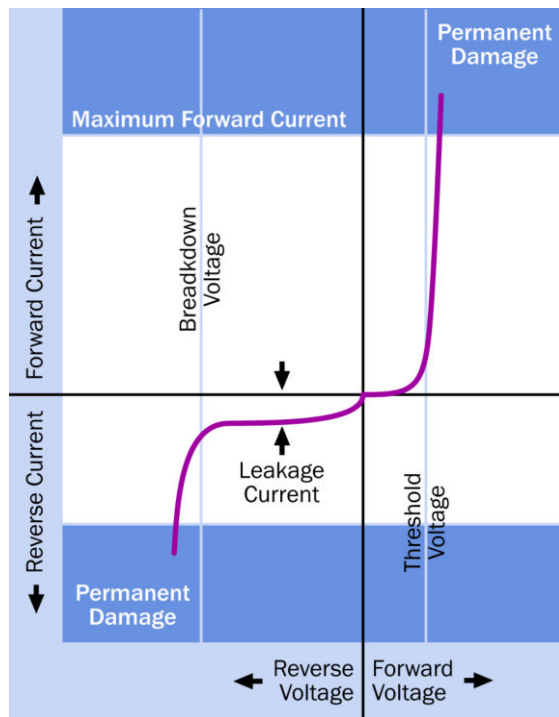 Permanent
Damage
Maximum Forward Current
Forward Current
Breadkdown
Voltage
Reverse Current
Leakage
Current
Threshold
Voltage
Permanent
Damage
Reverse
Voltage
Forward
Voltage